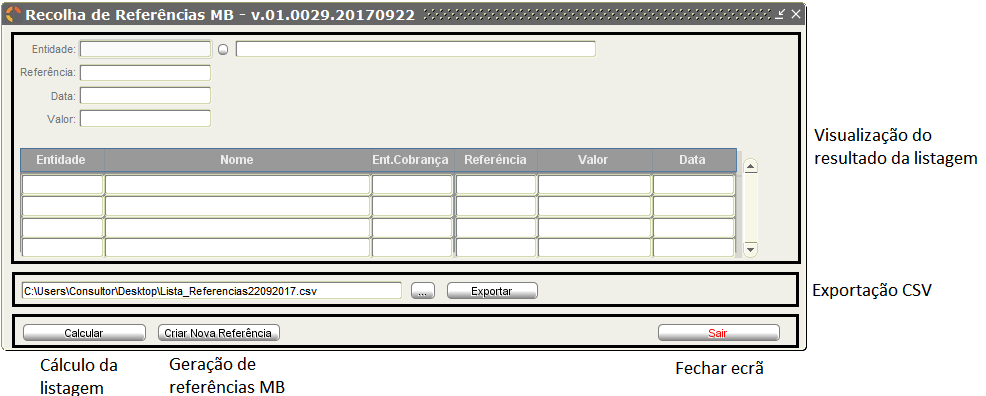 Recolha de Referências MB - v.01.0029.20170922
Entidade:
Referência:
Data:
Valor:
Entidade Nome Ent.Cobrança Referência Valor Data
Visualização do
resultado da listagem
C:\Users\Consultor\Desktop\Lista_Referencias22092017.csv ... Exportar
Exportação CSV
Calcular Criar Nova Referência Sair
Cálculo da
listagem
Geração de
referências MB
Fechar ecrã